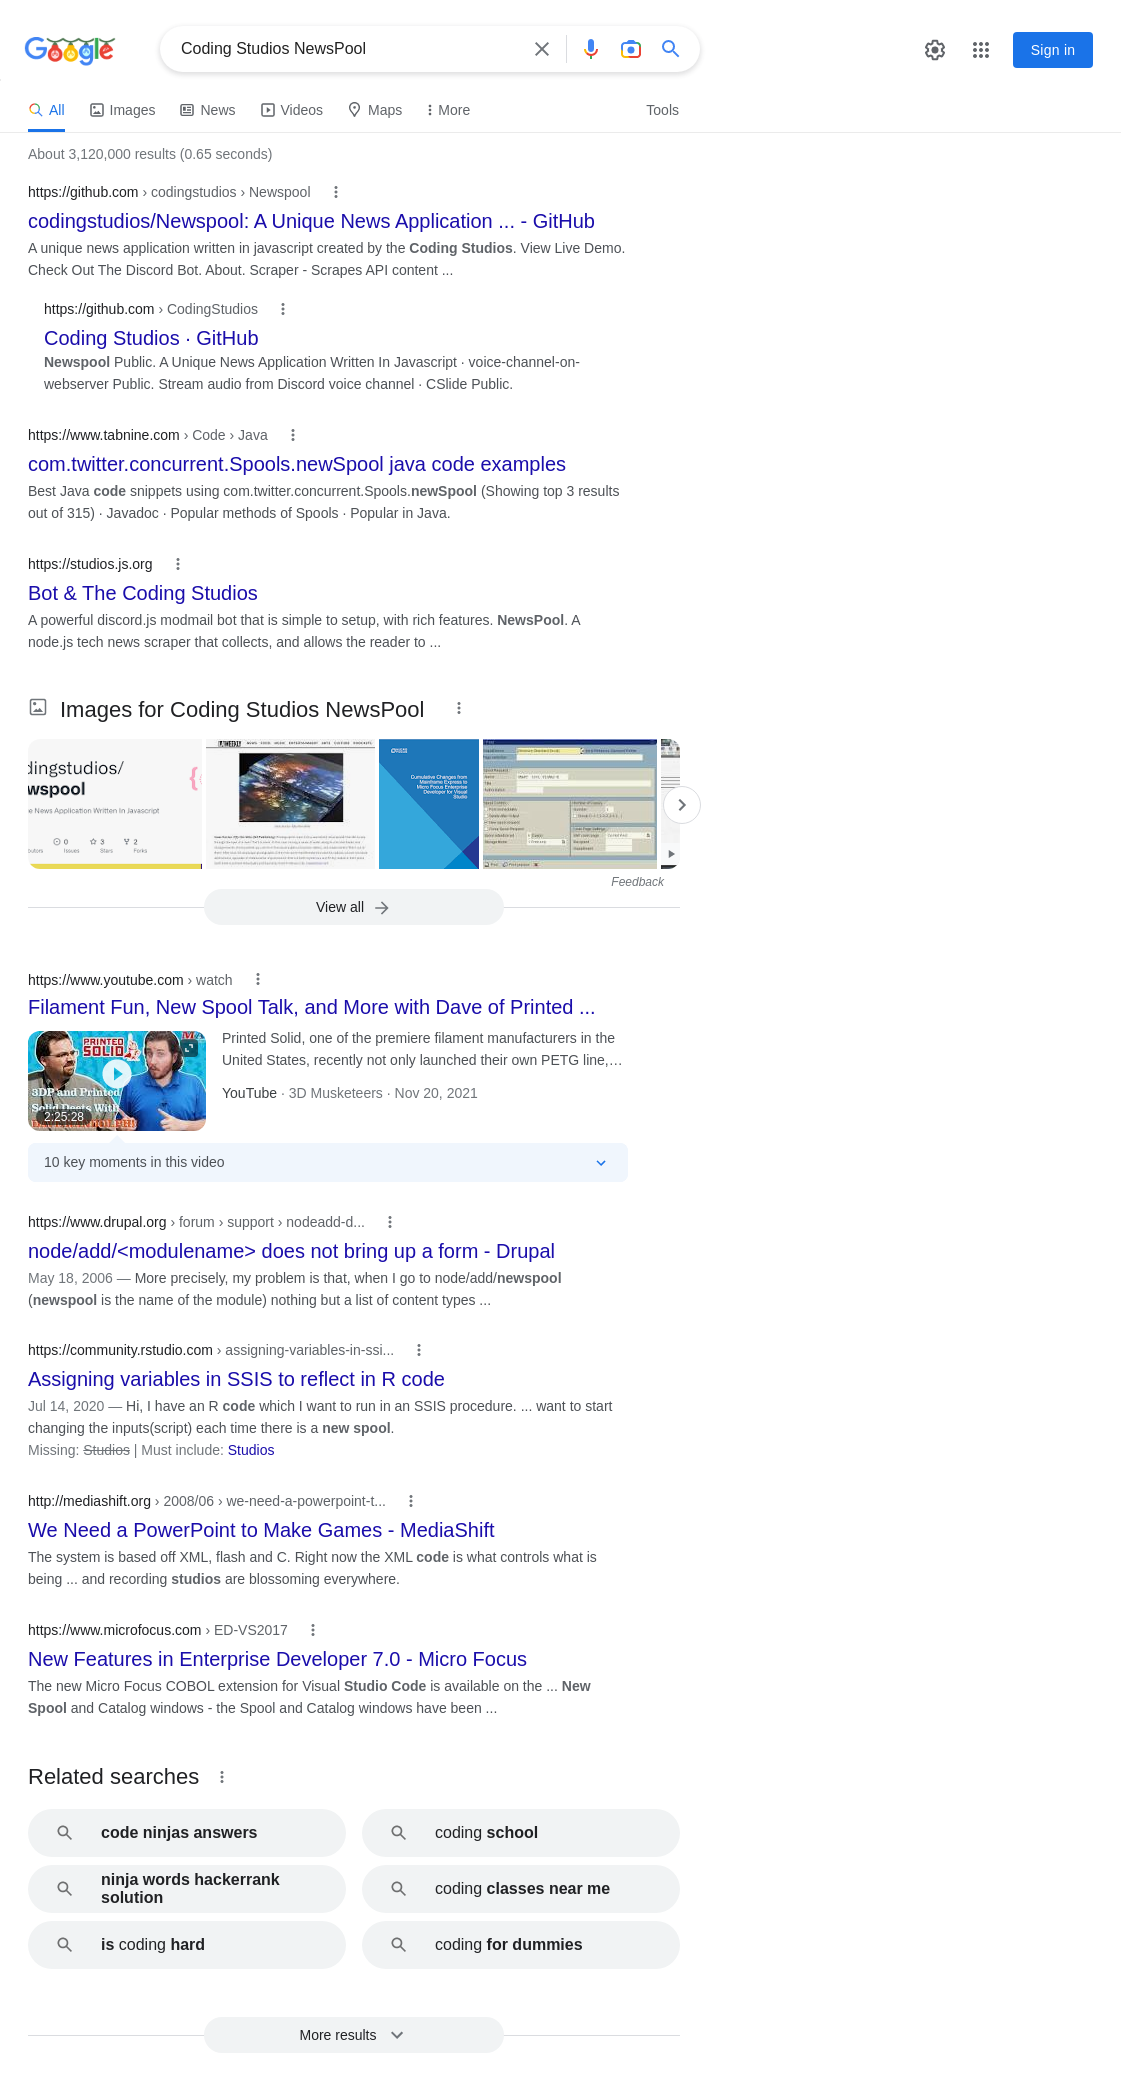 Google
Coding Studios NewsPool
Sign in
All
Images
News
Videos
Maps
More
Tools
About 3,120,000 results (0.65 seconds)
https://github.com › codingstudios › Newspool
codingstudios/Newspool: A Unique News Application ... - GitHub
A unique news application written in javascript created by the Coding Studios. View Live Demo.
Check Out The Discord Bot. About. Scraper - Scrapes API content ...
https://github.com › CodingStudios
Coding Studios · GitHub
Newspool Public. A Unique News Application Written In Javascript · voice-channel-on-
webserver Public. Stream audio from Discord voice channel · CSlide Public.
https://www.tabnine.com › Code › Java
com.twitter.concurrent.Spools.newSpool java code examples
Best Java code snippets using com.twitter.concurrent.Spools.newSpool (Showing top 3 results
out of 315) · Javadoc · Popular methods of Spools · Popular in Java.
https://studios.js.org
Bot & The Coding Studios
A powerful discord.js modmail bot that is simple to setup, with rich features. NewsPool. A
node.js tech news scraper that collects, and allows the reader to ...
Images for Coding Studios NewsPool
dingstudios/
wspool
e News Application Written In Javascript
0
3
2
Issues
Stars
Forks
Cumulative Changes from
Mainframe Express to
Micro Focus Enterprise
Developer for Visual
Studio
Feedback
View all
https://www.youtube.com › watch
Filament Fun, New Spool Talk, and More with Dave of Printed ...
PRINTED
SOLID
3DP and Printed
Solid Deets With
2:25:28
Printed Solid, one of the premiere filament manufacturers in the
United States, recently not only launched their own PETG line,…
YouTube · 3D Musketeers · Nov 20, 2021
10 key moments in this video
https://www.drupal.org › forum › support › nodeadd-d...
node/add/<modulename> does not bring up a form - Drupal
May 18, 2006 — More precisely, my problem is that, when I go to node/add/newspool
(newspool is the name of the module) nothing but a list of content types ...
https://community.rstudio.com › assigning-variables-in-ssi...
Assigning variables in SSIS to reflect in R code
Jul 14, 2020 — Hi, I have an R code which I want to run in an SSIS procedure. ... want to start
changing the inputs(script) each time there is a new spool.
Missing: Studios | Must include: Studios
http://mediashift.org › 2008/06 › we-need-a-powerpoint-t...
We Need a PowerPoint to Make Games - MediaShift
The system is based off XML, flash and C. Right now the XML code is what controls what is
being ... and recording studios are blossoming everywhere.
https://www.microfocus.com › ED-VS2017
New Features in Enterprise Developer 7.0 - Micro Focus
The new Micro Focus COBOL extension for Visual Studio Code is available on the ... New
Spool and Catalog windows - the Spool and Catalog windows have been ...
Related searches
code ninjas answers
coding school
ninja words hackerrank
solution
coding classes near me
is coding hard
coding for dummies
More results